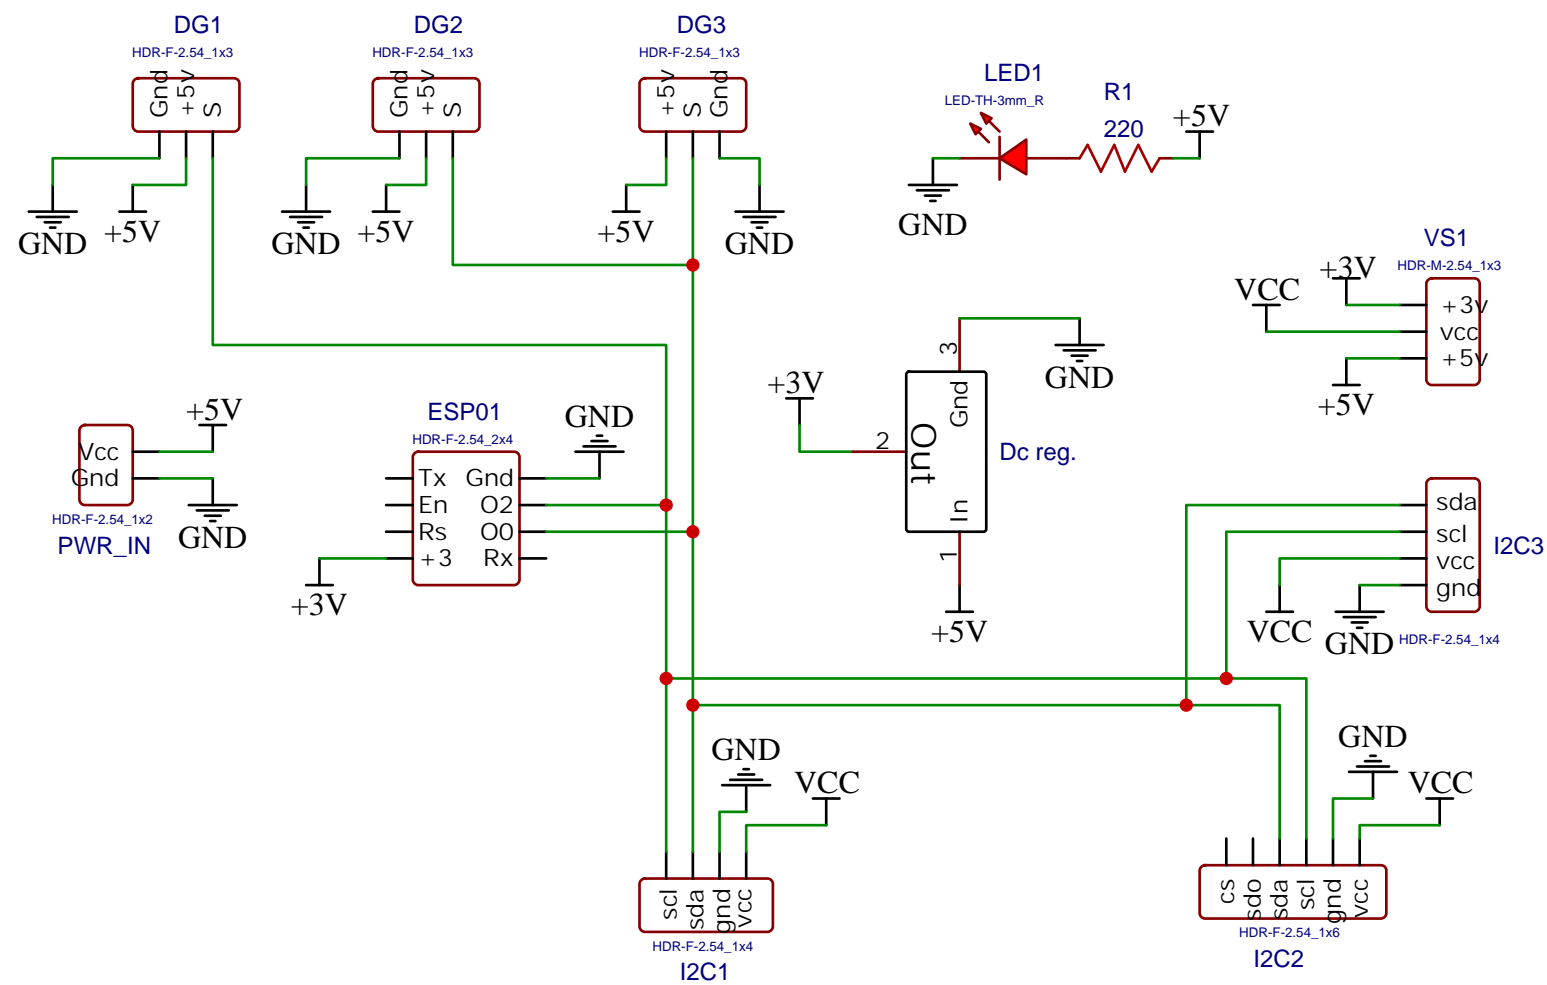 DG1
HDR-F-2.54_1x3
Gnd
+5v
S
GND
+5V
DG2
HDR-F-2.54_1x3
Gnd
+5v
S
GND
+5V
DG3
HDR-F-2.54_1x3
+5v
S
Gnd
+5V
GND
LED1
LED-TH-3mm_R
R1
220
+5V
GND
VS1
HDR-M-2.54_1x3
+3V
VCC
+3v
vcc
+5v
+5V
+3V
2
3
Gnd
Out
In
1
GND
Dc reg.
+5V
+5V
Vcc
Gnd
HDR-F-2.54_1x2
PWR_IN
GND
ESP01
HDR-F-2.54_2x4
GND
Tx Gnd
En O2
Rs O0
+3 Rx
+3V
sda
scl
vcc
gnd
I2C3
VCC
GND
HDR-F-2.54_1x4
GND
VCC
scl
sda
gnd
vcc
HDR-F-2.54_1x4
I2C1
GND
VCC
cs
sdo
sda
scl
gnd
vcc
HDR-F-2.54_1x6
I2C2